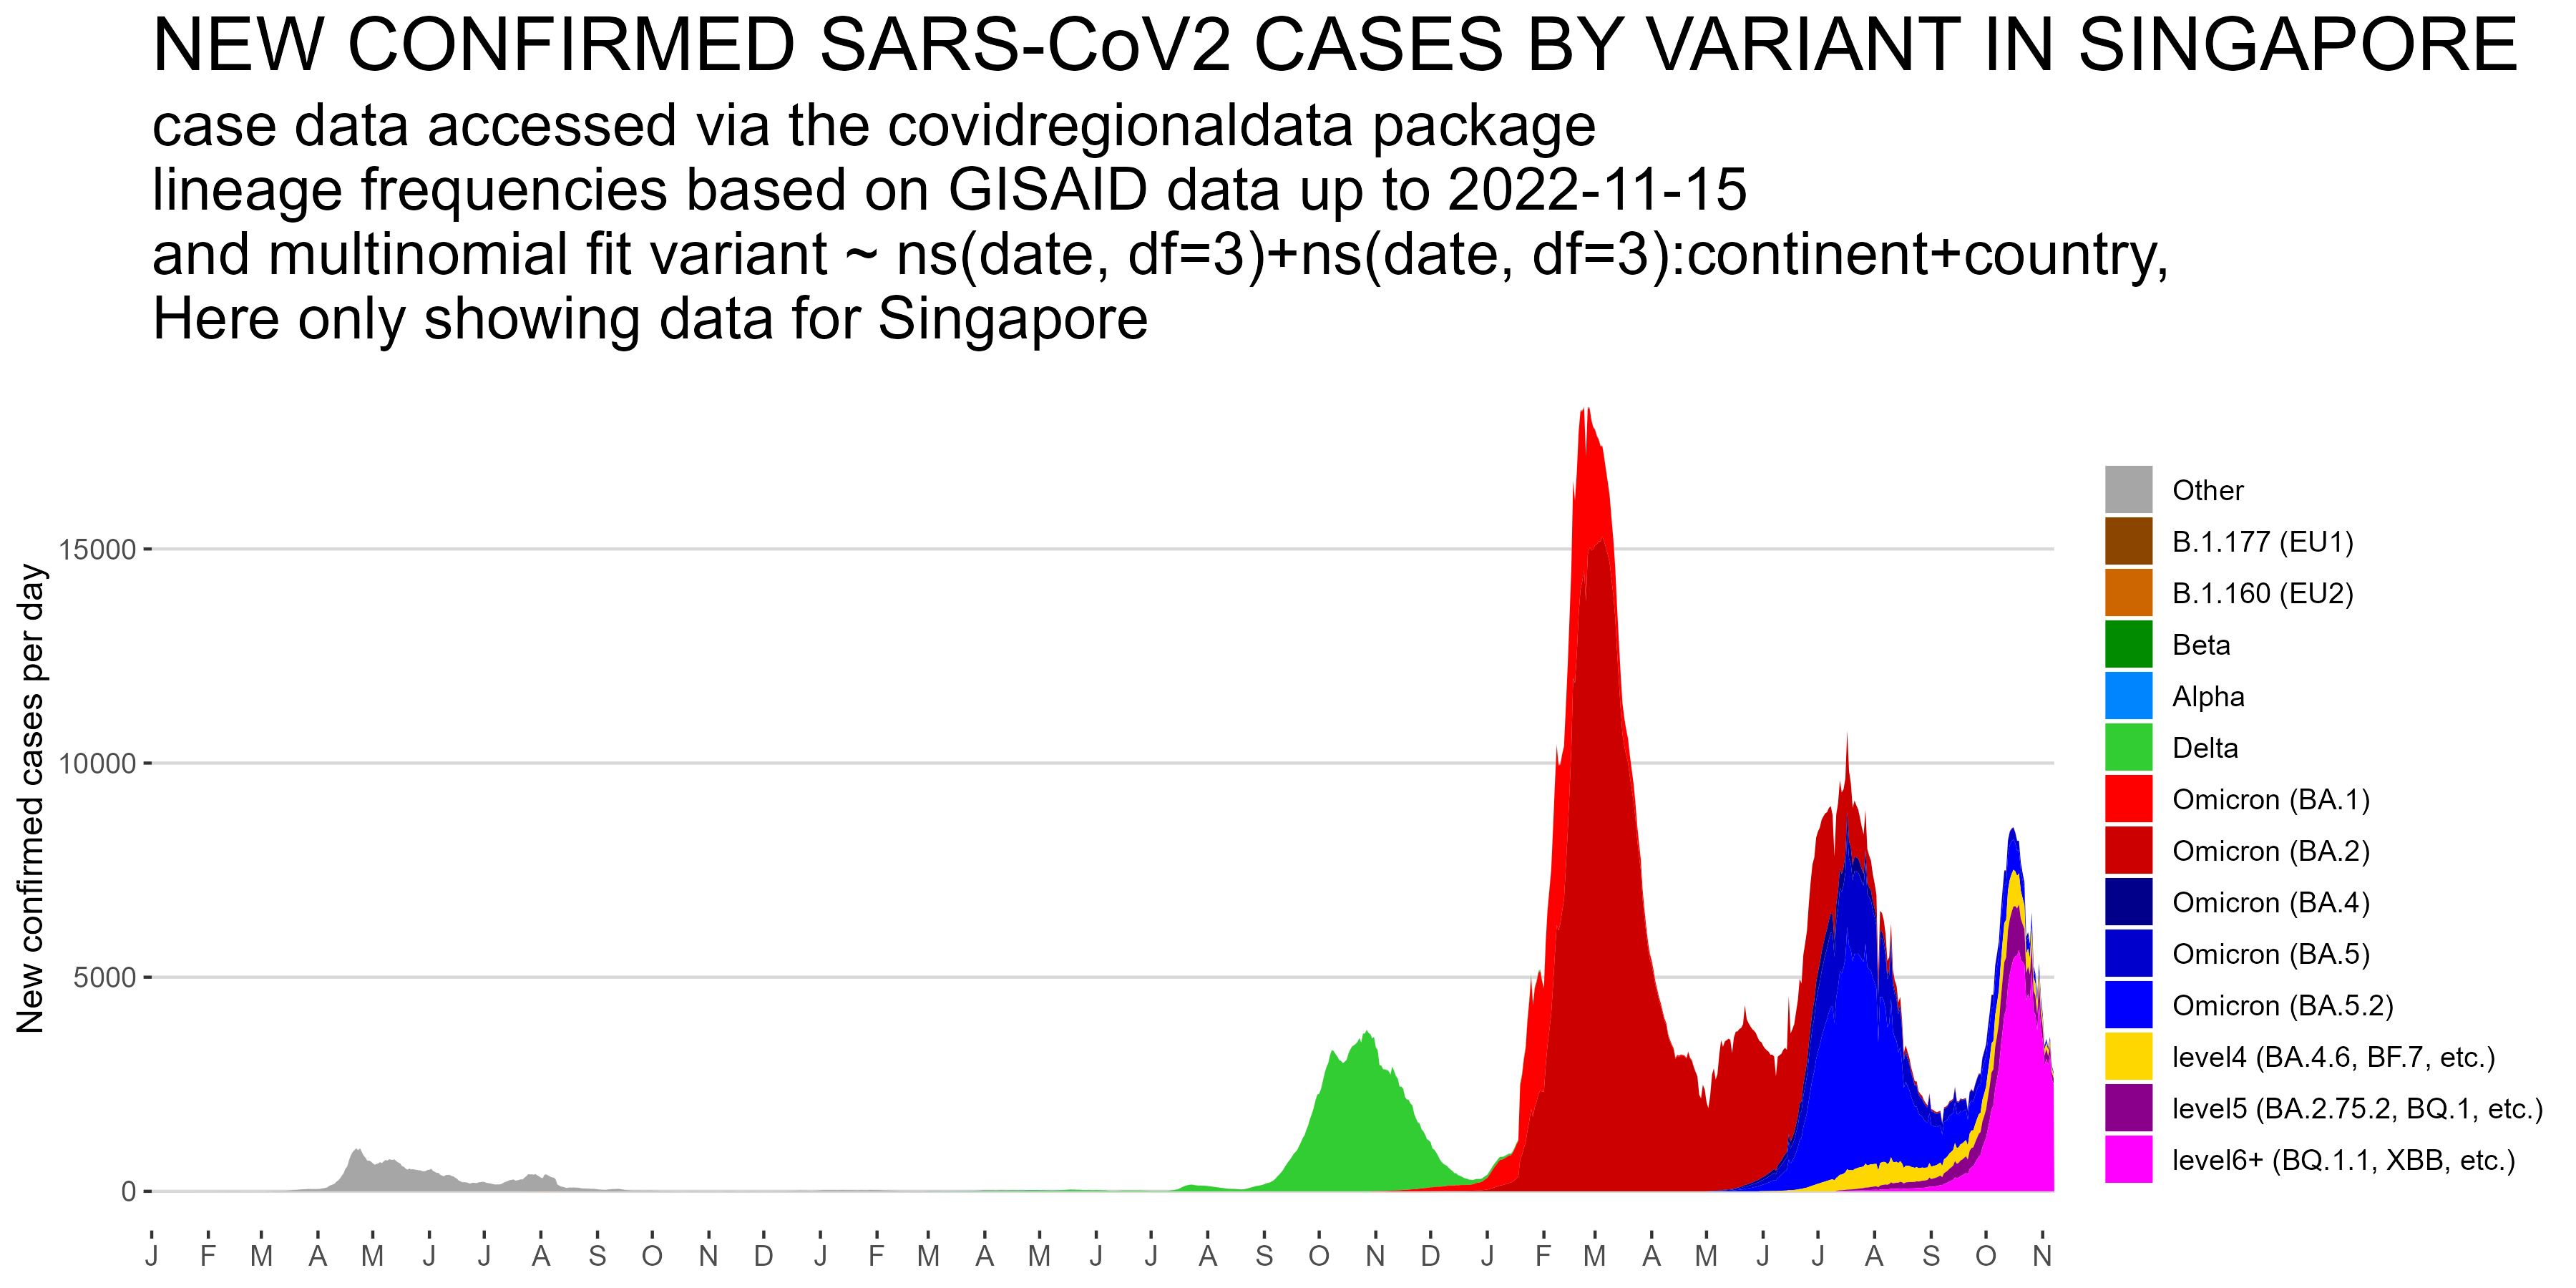 NEW CONFIRMED SARS-CoV2 CASES BY VARIANT IN SINGAPORE
case data accessed via the covidregionaldata package
lineage frequencies based on GISAID data up to 2022-11-15
and multinomial fit variant ~ ns(date, df=3)+ns(date, df=3):continent+country,
Here only showing data for Singapore
New confirmed cases per day
15000
10000
5000
0
J F M A M J J A S O N D J F M A M J J A S O N D J F M A M J J A S O N
Other
B.1.177 (EU1)
B.1.160 (EU2)
Beta
Alpha
Delta
Omicron (BA.1)
Omicron (BA.2)
Omicron (BA.4)
Omicron (BA.5)
Omicron (BA.5.2)
level4 (BA.4.6, BF.7, etc.)
level5 (BA.2.75.2, BQ.1, etc.)
level6+ (BQ.1.1, XBB, etc.)